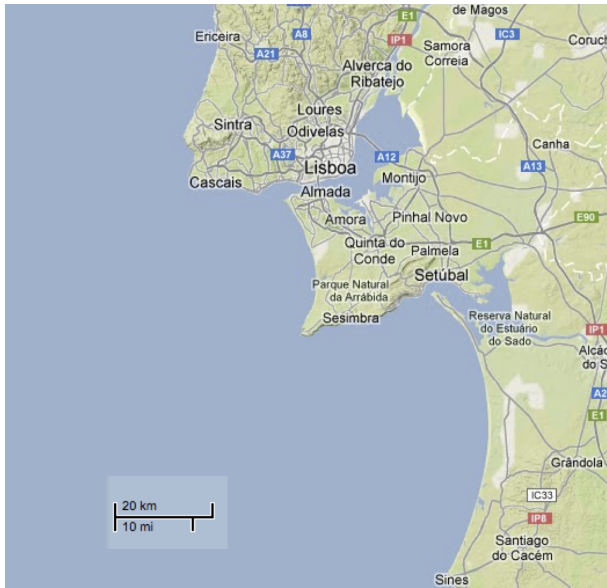 de Magos
E1
A8
Ericeira
IP1
IC3
A21
Samora
Correia
Coruch
Alverca do
Ribatejo
Loures
Sintra
Odivelas
Canha
A37
Lisboa
A12
A13
Cascais
Montijo
Almada
Amora
Pinhal Novo
E90
Quinta do
Conde
E1
Palmela
Setúbal
Parque Natural
da Arrábida
Sesimbra
Reserva Natural
do Estuário
do Sado
IP1
Alcác
do S
A2
E1
Grândola
20 km
10 mi
IC33
IP8
Santiago
do Cacém
Sines